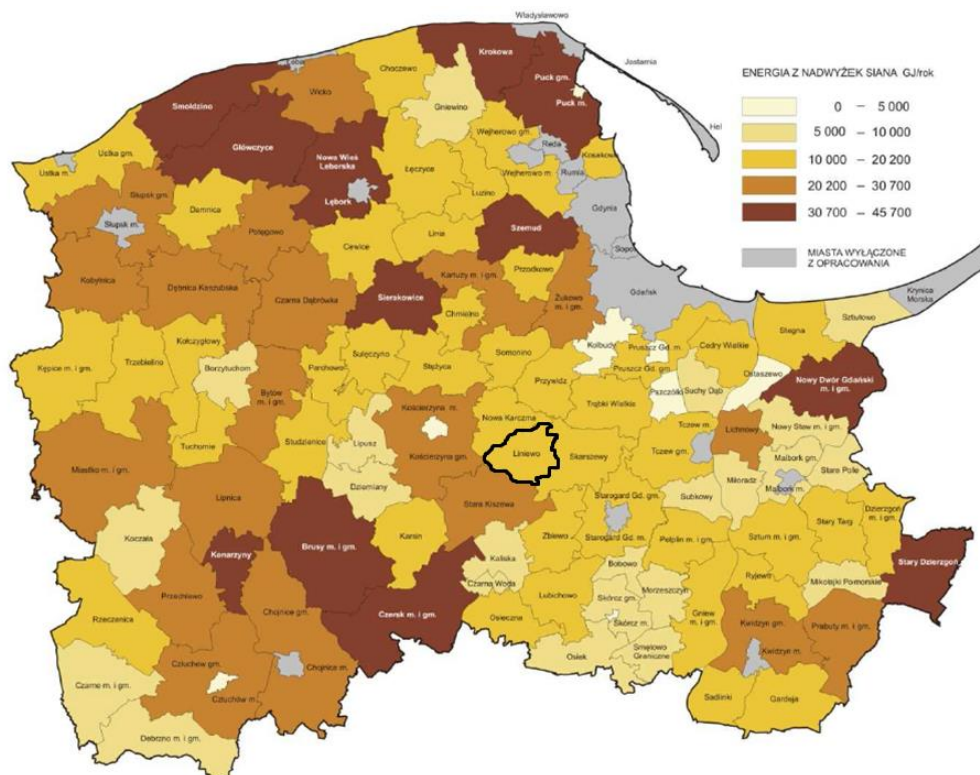 Władysławowo
Krokowa
Jastarnia
Łeba
Choczewo
Puck gm.
Wicko
Puck m.
Gniewino
Smołdzino
Hel
Główczyce
Wejherowo gm.
Ustka gm.
Nowa Wieś
Lęborska
Reda
Kosakowo
Ustka m.
Łęczyce
Wejherowo m.
Rumia
Słupsk gm.
Lębork
Luzino
Damnica
Gdynia
Słupsk m.
Potęgowo
Linia
Szemud
Cewice
Sopot
Kobylnica
Kartuzy m. i gm.
Przodkowo
Dębnica Kaszubska
Sierakowice
Gdańsk
Czarna Dąbrówka
Chmielno
Żukowo
m. i gm.
Krynica
Morska
Sztutowo
Stegna
Kołczygłowy
Kolbudy
Pruszcz Gd. m.
Cedry Wielkie
Trzebielino
Sulęczyno
Somonino
Kępice m. i gm.
Parchowo
Stężyca
Pruszcz Gd. gm.
Borzytuchom
Przywidz
Ostaszewo
Nowy Dwór Gdański
m. i gm.
Bytów
m. i gm.
Pszczółki
Suchy Dąb
Kościerzyna m.
Trąbki Wielkie
Nowa Karczma
Tczew m.
Lichnowy
Nowy Staw m. i gm.
Tuchomie
Studzienice
Lipusz
Kościerzyna gm.
Liniewo
Skarszewy
Tczew gm.
Malbork gm.
Miastko m. i gm.
Stare Pole
Dziemiany
Miłoradz
Malbork m.
Subkowy
Lipnica
Stara Kiszewa
Starogard Gd. gm.
Dzierzgoń
m. i gm.
Koczała
Stary Targ
Konarzyny
Brusy m. i gm.
Karsin
Zblewo
Starogard Gd. m.
Pelplin m. i gm.
Sztum m. i gm.
Kaliska
Stary Dzierzgoń
Bobowo
Czarna Woda
Ryjewo
Mikołajki Pomorskie
Przechlewo
Morzeszczyn
Lubichowo
Skórcz gm.
Chojnice gm.
Czersk m. i gm.
Gniew
m. i gm.
Rzeczenica
Osieczna
Skórcz m.
Kwidzyn gm.
Prabuty m. i gm.
Smętowo
Graniczne
Osiek
Kwidzyn m.
Człuchów gm.
Chojnice m.
Czarne m. i gm.
Człuchów m.
Sadlinki
Gardeja
Debrzno m. i gm.
ENERGIA Z NADWYŻEK SIANA GJ/rok
0 – 5 000
5 000 – 10 000
10 000 – 20 200
20 200 – 30 700
30 700 – 45 700
MIASTA WYŁĄCZONE
Z OPRACOWANIA